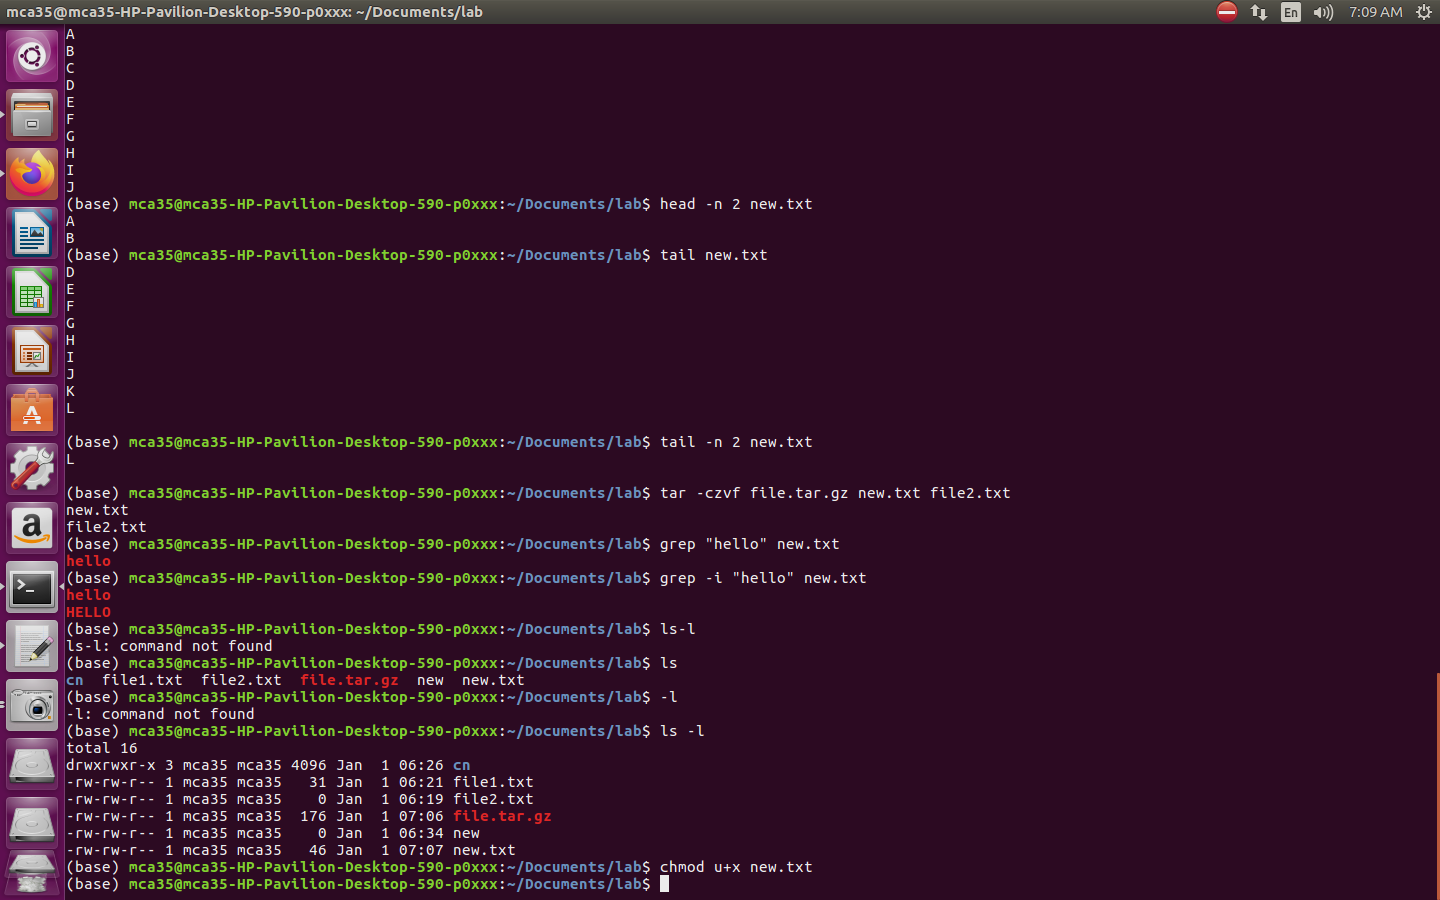 mca35@mca35-HP-Pavilion-Desktop-590-p0xxx: ~/Documents/lab
En
7:09 AM
A
B
C
D
E
F
G
H
I
J
(base) mca35@mca35-HP-Pavilion-Desktop-590-p0xxx:~/Documents/lab$ head -n 2 new.txt
A
B
(base) mca35@mca35-HP-Pavilion-Desktop-590-p0xxx:~/Documents/lab$ tail new.txt
D
E
F
G
H
I
J
K
L
(base) mca35@mca35-HP-Pavilion-Desktop-590-p0xxx:~/Documents/lab$ tail -n 2 new.txt
L
(base) mca35@mca35-HP-Pavilion-Desktop-590-p0xxx:~/Documents/lab$ tar -czvf file.tar.gz new.txt file2.txt
new.txt
file2.txt
(base) mca35@mca35-HP-Pavilion-Desktop-590-p0xxx:~/Documents/lab$ grep "hello" new.txt
hello
(base) mca35@mca35-HP-Pavilion-Desktop-590-p0xxx:~/Documents/lab$ grep -i "hello" new.txt
hello
HELLO
(base) mca35@mca35-HP-Pavilion-Desktop-590-p0xxx:~/Documents/lab$ ls-l
ls-l: command not found
(base) mca35@mca35-HP-Pavilion-Desktop-590-p0xxx:~/Documents/lab$ ls
cn  file1.txt  file2.txt  file.tar.gz  new  new.txt
(base) mca35@mca35-HP-Pavilion-Desktop-590-p0xxx:~/Documents/lab$ -l
-l: command not found
(base) mca35@mca35-HP-Pavilion-Desktop-590-p0xxx:~/Documents/lab$ ls -l
total 16
drwxrwxr-x 3 mca35 mca35 4096 Jan  1 06:26 cn
-rw-rw-r-- 1 mca35 mca35   31 Jan  1 06:21 file1.txt
-rw-rw-r-- 1 mca35 mca35    0 Jan  1 06:19 file2.txt
-rw-rw-r-- 1 mca35 mca35  176 Jan  1 07:06 file.tar.gz
-rw-rw-r-- 1 mca35 mca35    0 Jan  1 06:34 new
-rw-rw-r-- 1 mca35 mca35   46 Jan  1 07:07 new.txt
(base) mca35@mca35-HP-Pavilion-Desktop-590-p0xxx:~/Documents/lab$ chmod u+x new.txt
(base) mca35@mca35-HP-Pavilion-Desktop-590-p0xxx:~/Documents/lab$